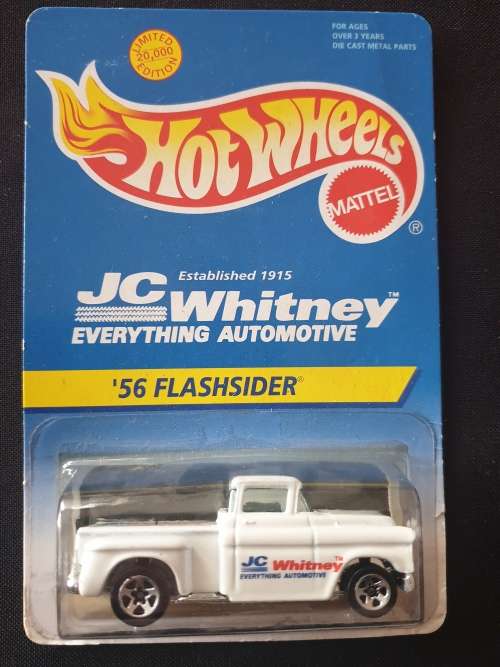 LIMITED
20,000
EDITION
FOR AGES
OVER 3 YEARS
DIE CAST METAL PARTS
HOT WHEELS
MATTEL
®
Established 1915
JC Whitney™
EVERYTHING AUTOMOTIVE
'56 FLASHSIDER®
JC Whitney™
EVERYTHING AUTOMOTIVE